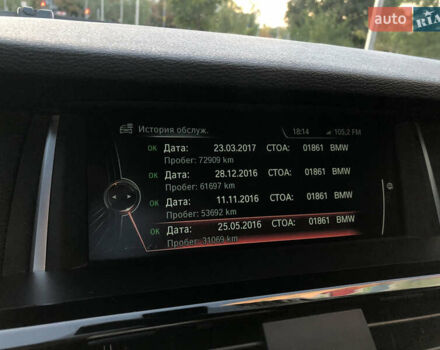 auto RIA
История обслуж. 18:14 105,2 FM
OK Дата: 23.03.2017 СТОА: 01861 BMW
Пробег: 72909 km
OK Дата: 28.12.2016 СТОА: 01861 BMW
Пробег: 61697 km
OK Дата: 11.11.2016 СТОА: 01861 BMW
Пробег: 53692 km
OK Дата: 25.05.2016 СТОА: 01861 BMW
Пробег: 31069 km